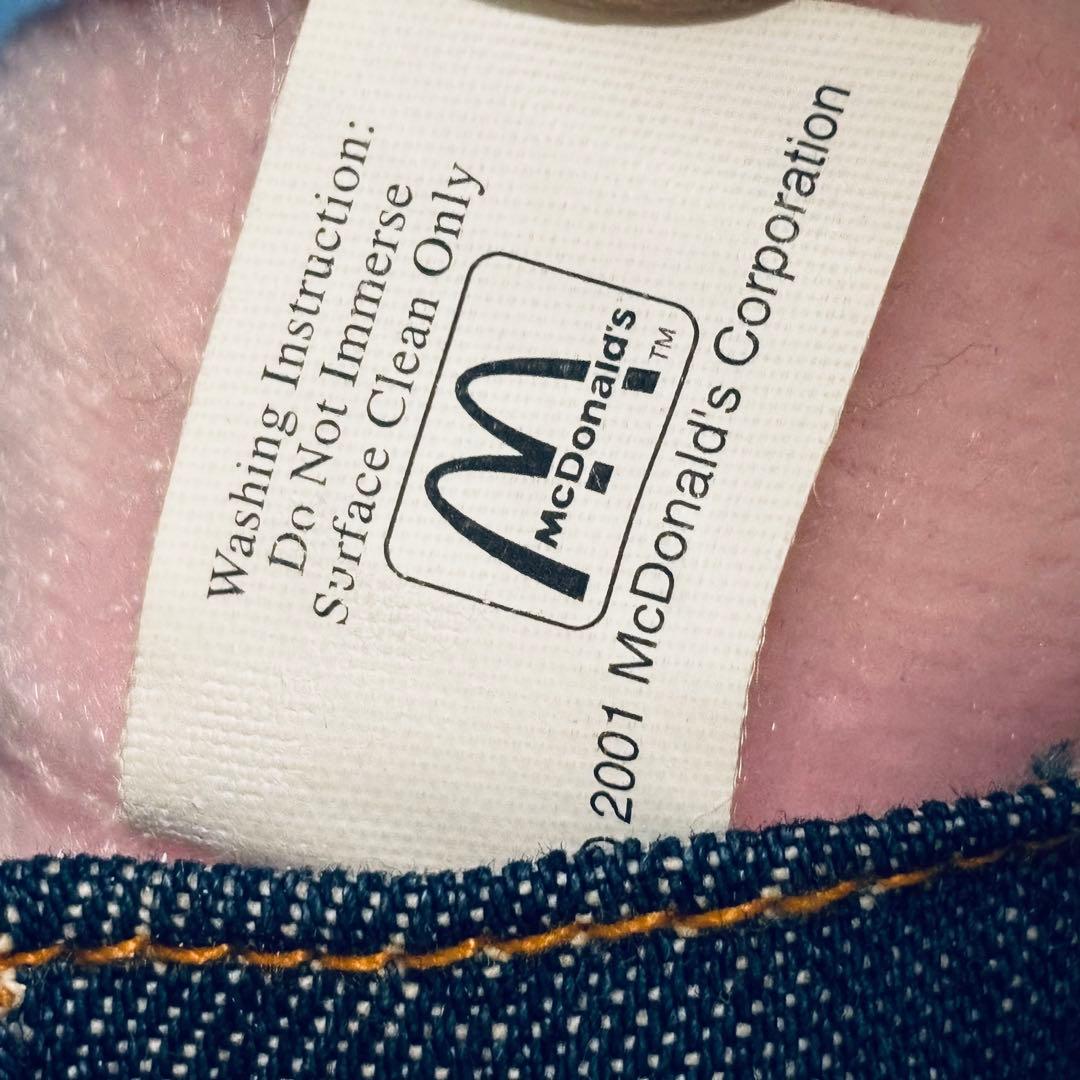 Washing Instruction:
Do Not Immerse
Surface Clean Only
McDonald's
TM
© 2001 McDonald's Corporation